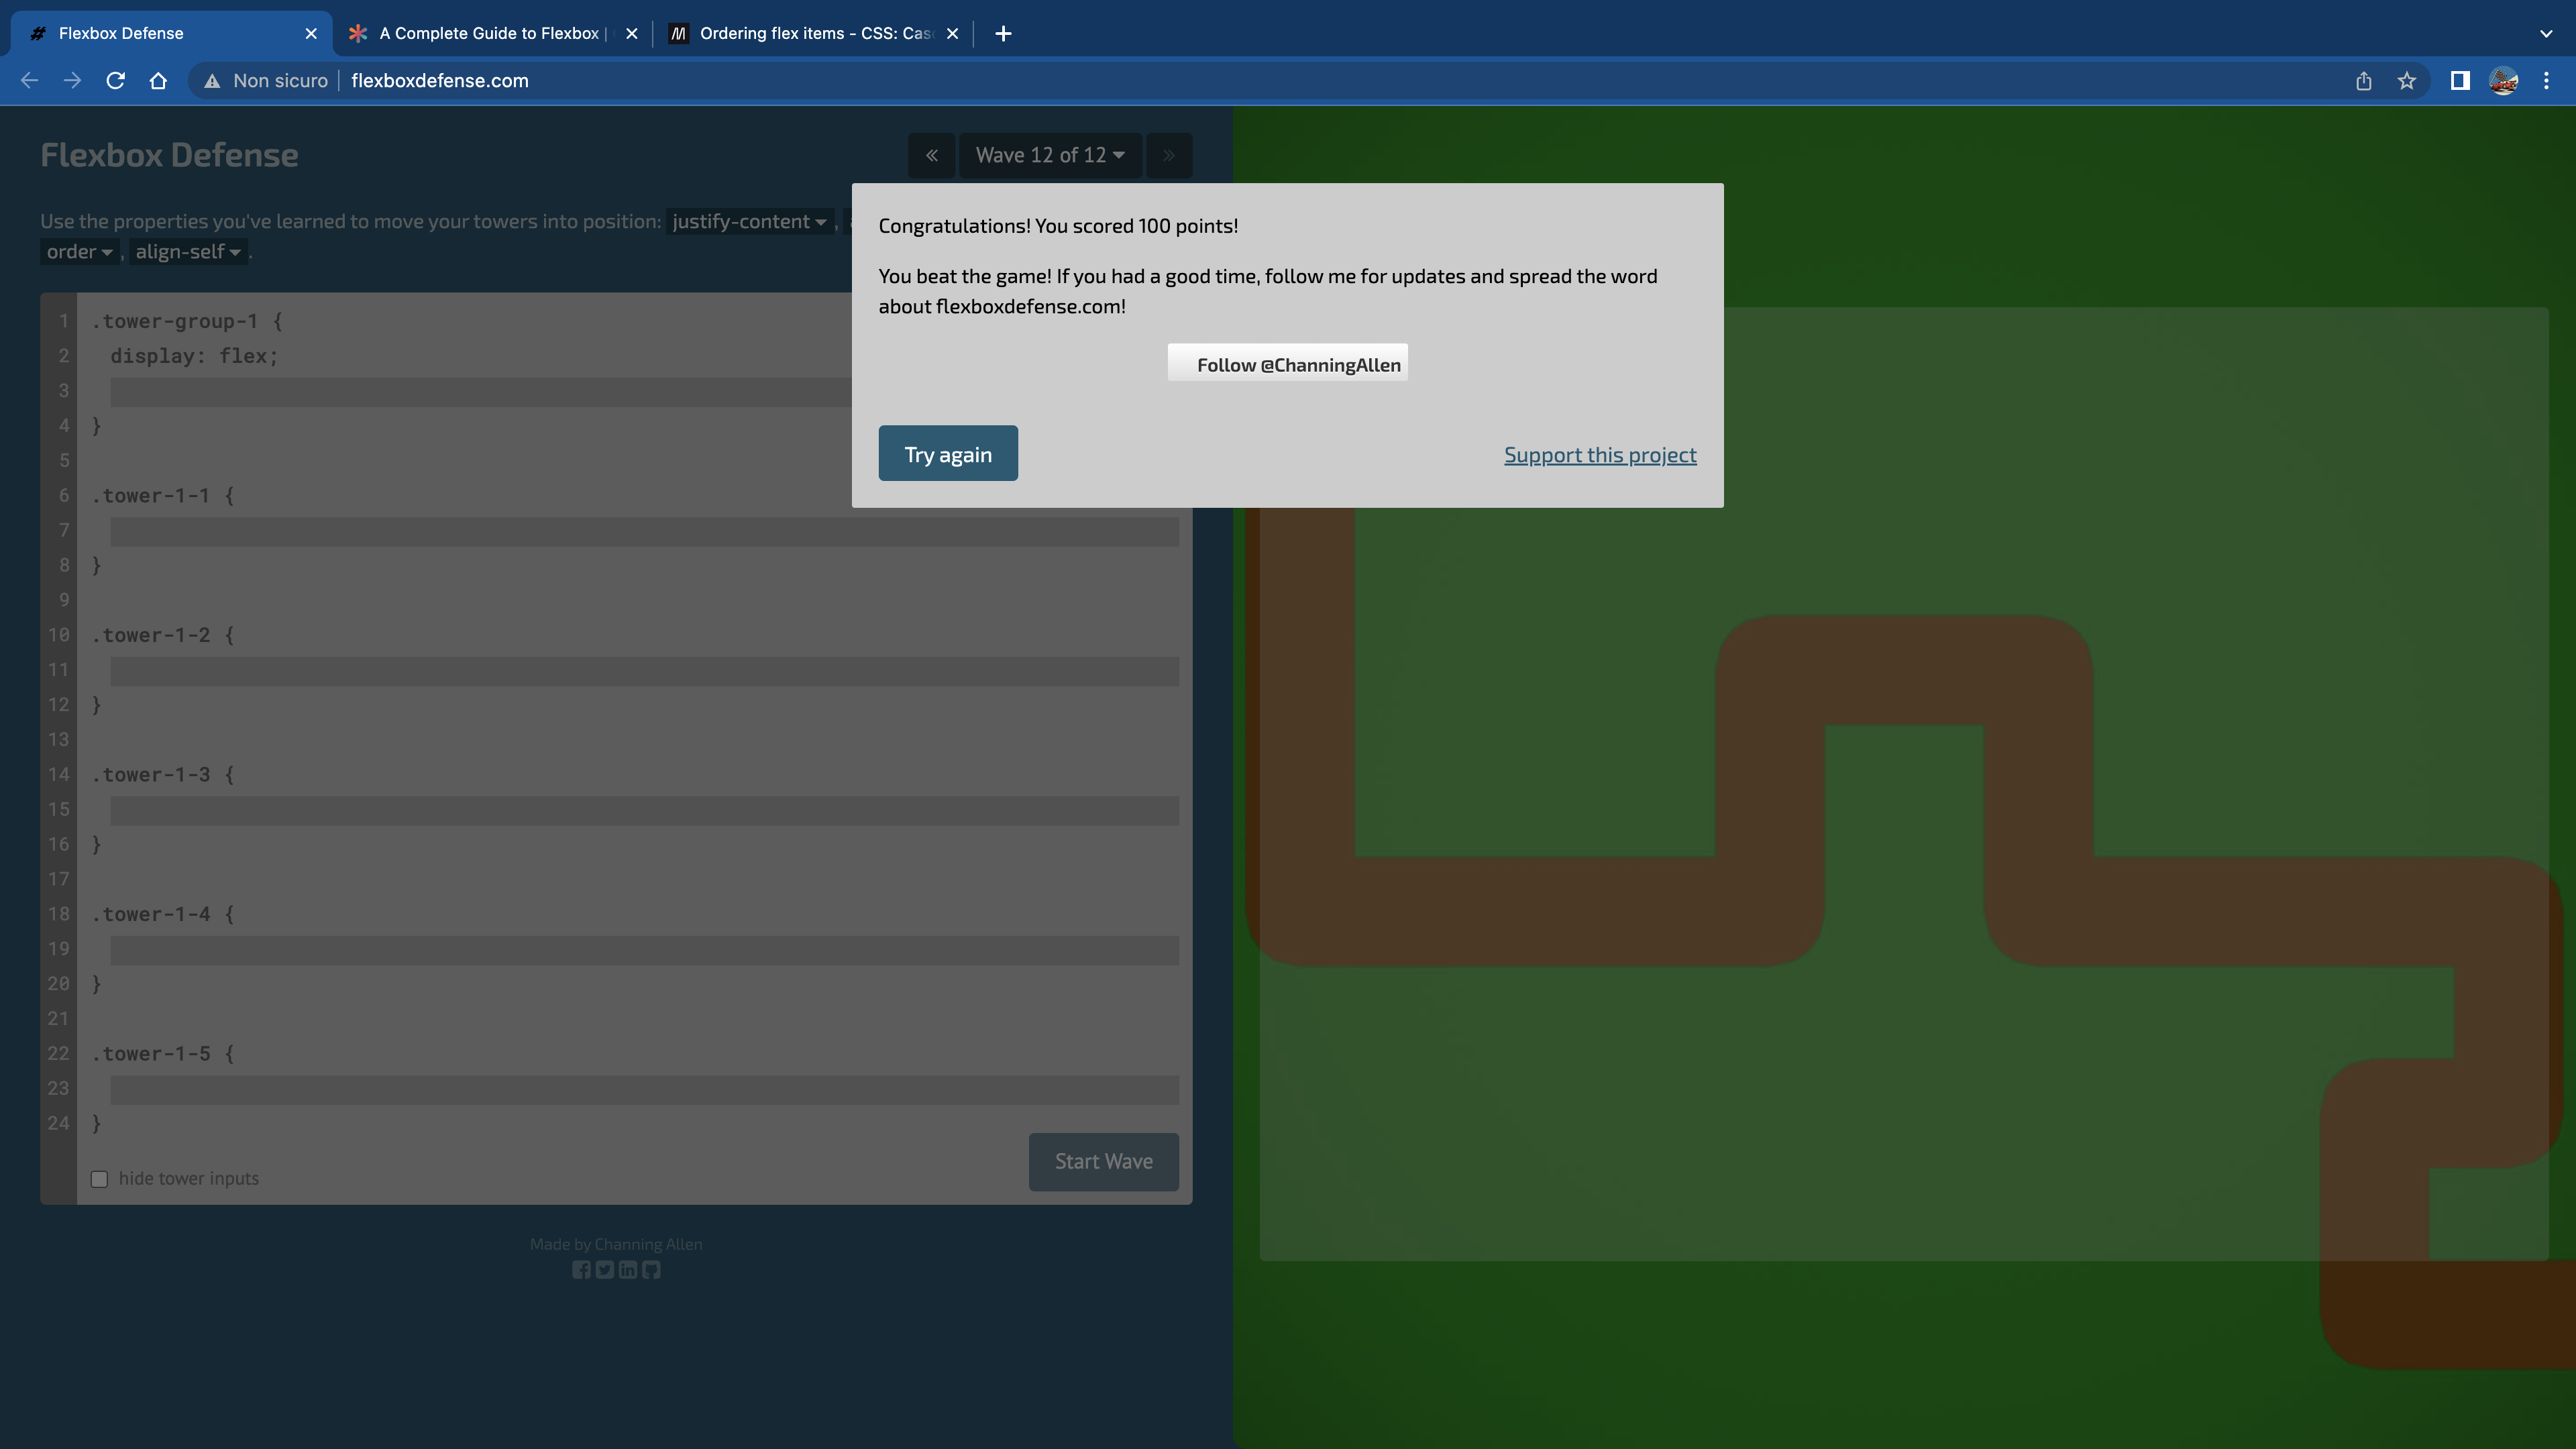 Flexbox Defense
A Complete Guide to Flexbox |
Ordering flex items - CSS: Cas
Non sicuro
flexboxdefense.com
Flexbox Defense
«
Wave 12 of 12
»
Use the properties you've learned to move your towers into position: justify-content ,
order , align-self .
Congratulations! You scored 100 points!
You beat the game! If you had a good time, follow me for updates and spread the word
about flexboxdefense.com!
Follow @ChanningAllen
Try again
Support this project
1 .tower-group-1 {
2 display: flex;
3
4 }
5
6 .tower-1-1 {
7
8 }
9
10 .tower-1-2 {
11
12 }
13
14 .tower-1-3 {
15
16 }
17
18 .tower-1-4 {
19
20 }
21
22 .tower-1-5 {
23
24 }
hide tower inputs
Start Wave
Made by Channing Allen